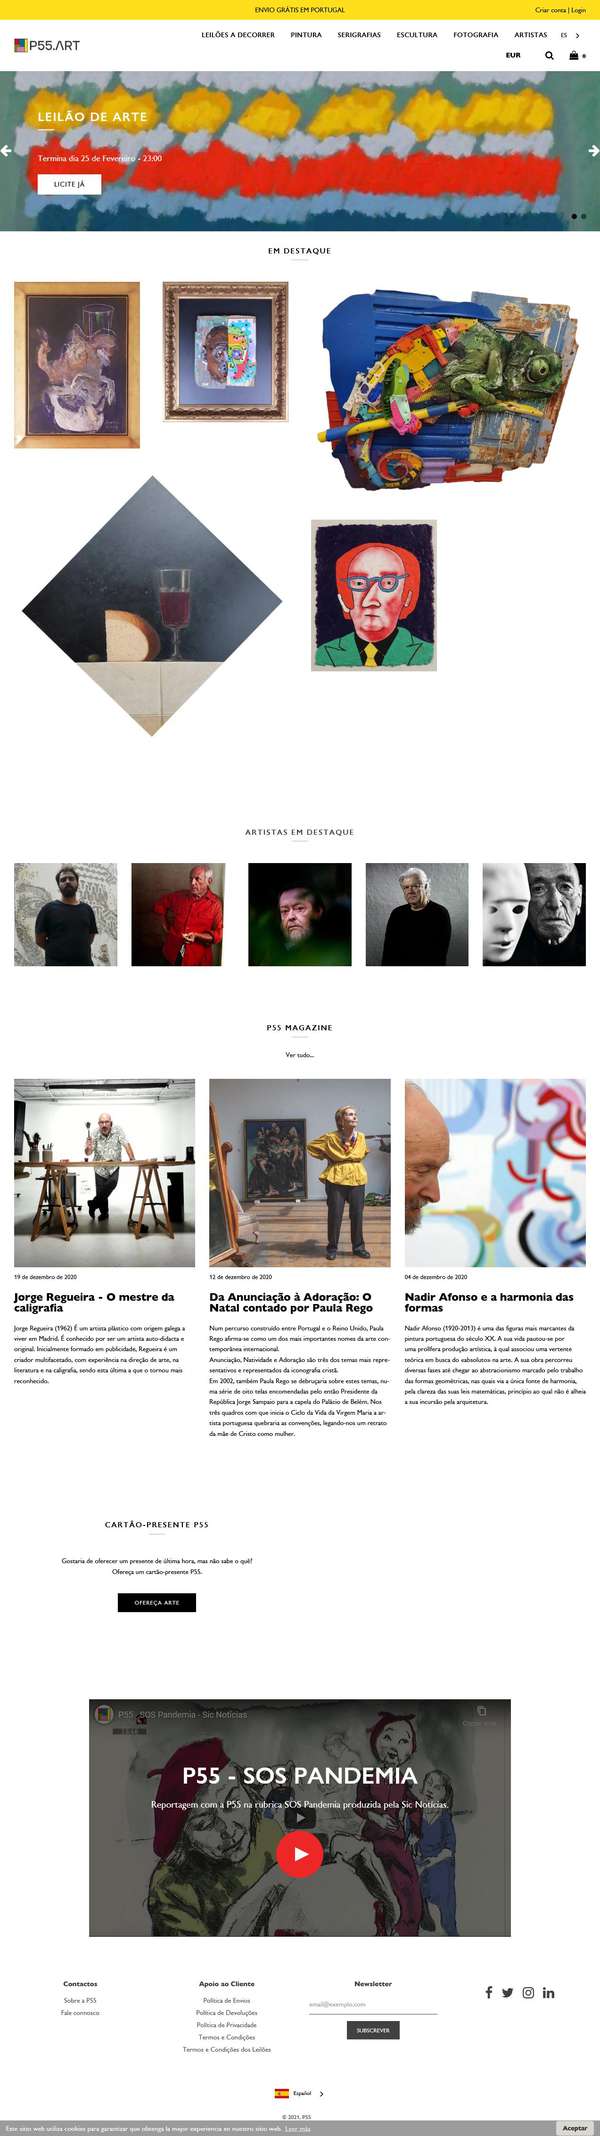 ENVIO GRÁTIS EM PORTUGAL
Criar conta | Login
P55.ART
LEILÕES A DECORRER PINTURA SERIGRAFIAS ESCULTURA FOTOGRAFIA ARTISTAS ES
EUR 0
LEILÃO DE ARTE
Termina dia 25 de Fevereiro - 23:00
LICITE JÁ
EM DESTAQUE
ARTISTAS EM DESTAQUE
P55 MAGAZINE
Ver tudo...
19 de dezembro de 2020
Jorge Regueira - O mestre da
caligrafia
Jorge Regueira (1962) É um artista plástico com origem galega a
viver em Madrid. É conhecido por ser um artista auto-didacta e
original. Inicialmente formado em publicidade, Regueira é um
criador multifacetado, com experiência na direção de arte, na
literatura e na caligrafia, sendo esta última a que o tornou mais
reconhecido.
12 de dezembro de 2020
Da Anunciação à Adoração: O
Natal contado por Paula Rego
Num percurso construído entre Portugal e o Reino Unido, Paula
Rego afirma-se como um dos mais importantes nomes da arte con-
temporânea internacional.
Anunciação, Natividade e Adoração são três dos temas mais repre-
sentativos e representados da iconografia cristã.
Em 2002, também Paula Rego se debruçaria sobre estes temas, nu-
ma série de oito telas encomendadas pelo então Presidente da
República Jorge Sampaio para a capela do Palácio de Belém. Nos
três quadros com que inicia o Ciclo da Vida da Virgem Maria a ar-
tista portuguesa quebraria as convenções, legando-nos um retrato
da mãe de Cristo como mulher.
04 de dezembro de 2020
Nadir Afonso e a harmonia das
formas
Nadir Afonso (1920-2013) é uma das figuras mais marcantes da
pintura portuguesa do século XX. A sua vida pautou-se por
uma prolífera produção artística, à qual associou uma vertente
teórica em busca do «absoluto» na arte. A sua obra percorreu
diversas fases até chegar ao abstracionismo marcado pelo trabalho
das formas geométricas, nas quais via a única fonte de harmonia,
pela clareza das suas leis matemáticas, princípio ao qual não é alheia
a sua incursão pela arquitetura.
CARTÃO-PRESENTE P55
Gostaria de oferecer um presente de última hora, mas não sabe o quê?
Ofereça um cartão-presente P55.
OFEREÇA ARTE
P55 - SOS Pandemia - Sic Notícias
P55 - SOS PANDEMIA
Reportagem com a P55 na rubrica SOS Pandemia produzida pela Sic Notícias.
Contactos
Sobre a P55
Fale connosco
Apoio ao Cliente
Política de Envios
Política de Devoluções
Política de Privacidade
Termos e Condições
Termos e Condições dos Leilões
Newsletter
email@exemplo.com
SUBSCREVER
Español
© 2021, P55
Este sitio web utiliza cookies para garantizar que obtenga la mejor experiencia en nuestro sitio web. Leer más
Aceptar